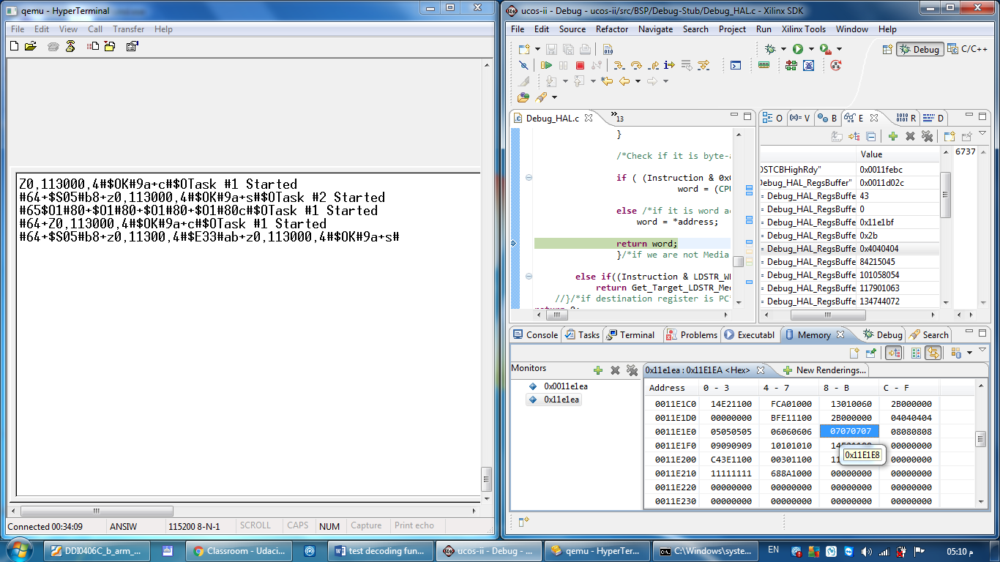 qemu - HyperTerminal
File Edit View Call Transfer Help
Z0,113000,4#$OK#9a+c#$OTask #1 Started
#64+$S05#b8+z0,113000,4#$OK#9a+s#$OTask #2 Started
#65$O1#80+$O1#80+$O1#80+$O1#80c#$OTask #1 Started
#64+Z0,113000,4#$OK#9a+c#$OTask #1 Started
#64+$S05#b8+z0,11300,4#$E33#ab+z0,113000,4#$OK#9a+s#
Connected 00:34:09 ANSIW 115200 8-N-1 SCROLL CAPS NUM Capture Print echo
ucos-ii - Debug - ucos-ii/src/BSP/Debug-Stub/Debug_HAL.c - Xilinx SDK
File Edit Source Refactor Navigate Search Project Run Xilinx Tools Window Help
Debug C/C++
Debug_HAL.c 13
}
/*Check if it is byte-a
if ( (Instruction & 0x0
word = (CPU
else /*if it is word ac
word = *address;
return word;
}/*if we are not Media
else if((Instruction & LDSTR_W
return Get_Target_LDSTR_Med
//}/*if destination register is PC*
O (x)= V B E R D
Value
OSTCBHighRdy" 0x0011febc
Debug_HAL_RegsBuffer" 0x0011d02c
= Debug_HAL_RegsBuffe 43
= Debug_HAL_RegsBuffe 0
= Debug_HAL_RegsBuffe 0x11e1bf
= Debug_HAL_RegsBuffe 0x2b
= Debug_HAL_RegsBuffe 0x4040404
= Debug_HAL_RegsBuffe 84215045
= Debug_HAL_RegsBuffe 101058054
= Debug_HAL_RegsBuffe 117901063
= Debug_HAL_RegsBuffe 134744072
6737
Console Tasks Terminal Problems Executabl Memory Debug Search
Monitors
0x0011e1ea
0x11e1ea
0x11e1ea : 0x11E1EA <Hex> New Renderings...
Address 0 - 3 4 - 7 8 - B C - F
0011E1C0 14E21100 FCA01000 13010060 2B000000
0011E1D0 00000000 BFE11100 2B000000 04040404
0011E1E0 05050505 06060606 07070707 08080808
0011E1F0 09090909 10101010 00000000
0011E200 C43E1100 00301100 00000000
0x11E1E8
0011E210 11111111 688A1000 00000000 00000000
0011E220 00000000 00000000 00000000 00000000
0011E230 00000000 00000000 00000000 00000000
DDI0406C_b_arm_... Classroom - Udaci... test decoding fun... ucos-ii - Debug - ... qemu - HyperTer... C:\Windows\syste... EN 05:10 م